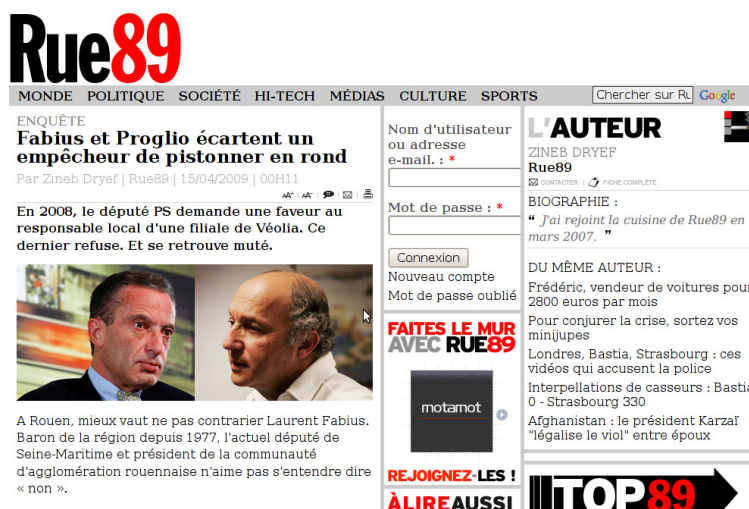 Rue89
MONDE POLITIQUE SOCIÉTÉ HI-TECH MÉDIAS CULTURE SPORTS
Chercher sur Ru Google
ENQUÊTE
Fabius et Proglio écartent un
empêcheur de pistonner en rond
Par Zineb Dryef | Rue89 | 15/04/2009 | 00H11
AA+ AA-
En 2008, le député PS demande une faveur au
responsable local d'une filiale de Véolia. Ce
dernier refuse. Et se retrouve muté.
A Rouen, mieux vaut ne pas contrarier Laurent Fabius.
Baron de la région depuis 1977, l'actuel député de
Seine-Maritime et président de la communauté
d'agglomération rouennaise n'aime pas s'entendre dire
« non ».
Nom d'utilisateur
ou adresse
e-mail. : *
Mot de passe : *
Connexion
Nouveau compte
Mot de passe oublié
FAITES LE MUR
AVEC RUE89
motamot
REJOIGNEZ-LES !
À LIRE AUSSI
L'AUTEUR
ZINEB DRYEF
Rue89
CONTACTER | FICHE COMPLÈTE
BIOGRAPHIE :
“ J'ai rejoint la cuisine de Rue89 en
mars 2007. ”
DU MÊME AUTEUR :
Frédéric, vendeur de voitures pour
2800 euros par mois
Pour conjurer la crise, sortez vos
minijupes
Londres, Bastia, Strasbourg : ces
vidéos qui accusent la police
Interpellations de casseurs : Bastia
0 - Strasbourg 330
Afghanistan : le président Karzaï
"légalise le viol" entre époux
TOP89